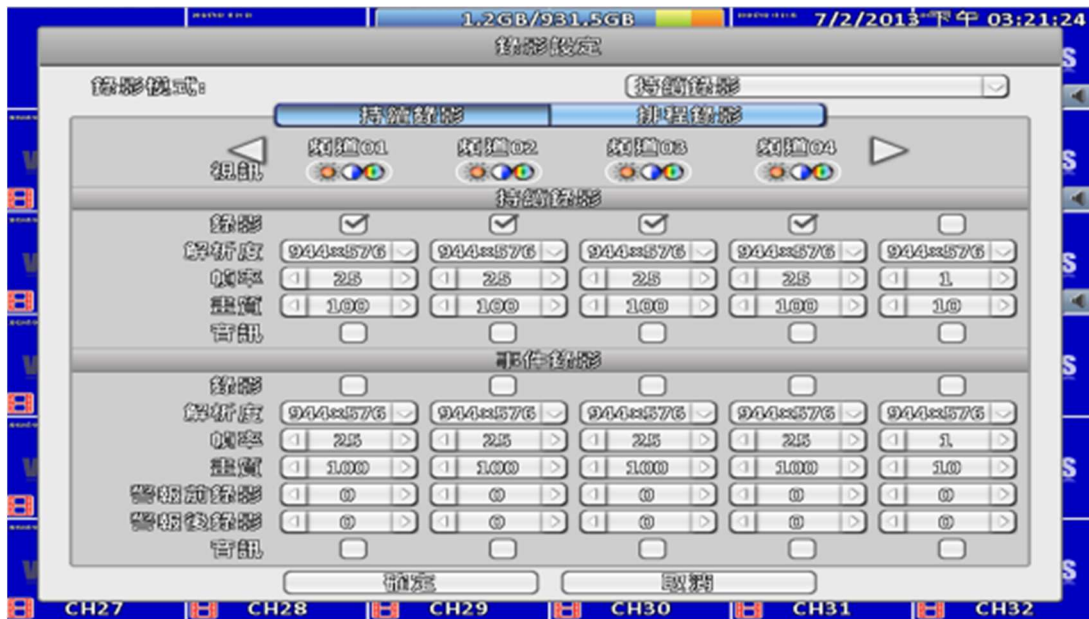 1.2GB/931.5GB 7/2/2013 下午 03:21:24
錄影設定
錄影模式: 持續錄影
持續錄影 排程錄影
頻道01 頻道02 頻道03 頻道04
視訊
持續錄影
錄影
解析度 944x576 944x576 944x576 944x576 944x576
幀率 25 25 25 25 1
畫質 100 100 100 100 10
音訊
事件錄影
錄影
解析度 944x576 944x576 944x576 944x576 944x576
幀率 25 25 25 25 1
畫質 100 100 100 100 10
警報前錄影 0 0 0 0 0
警報後錄影 0 0 0 0 0
音訊
確定 取消
CH27 CH28 CH29 CH30 CH31 CH32